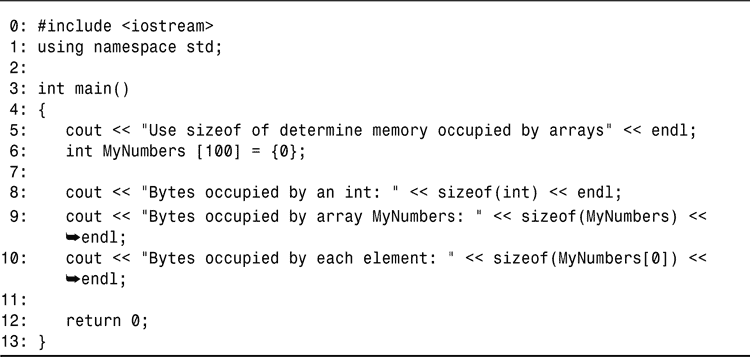 0: #include <iostream>
1: using namespace std;
2:
3: int main()
4: {
5: cout << "Use sizeof of determine memory occupied by arrays" << endl;
6: int MyNumbers [100] = {0};
7:
8: cout << "Bytes occupied by an int: " << sizeof(int) << endl;
9: cout << "Bytes occupied by array MyNumbers: " << sizeof(MyNumbers) <<
➥endl;
10: cout << "Bytes occupied by each element: " << sizeof(MyNumbers[0]) <<
➥endl;
11:
12: return 0;
13: }